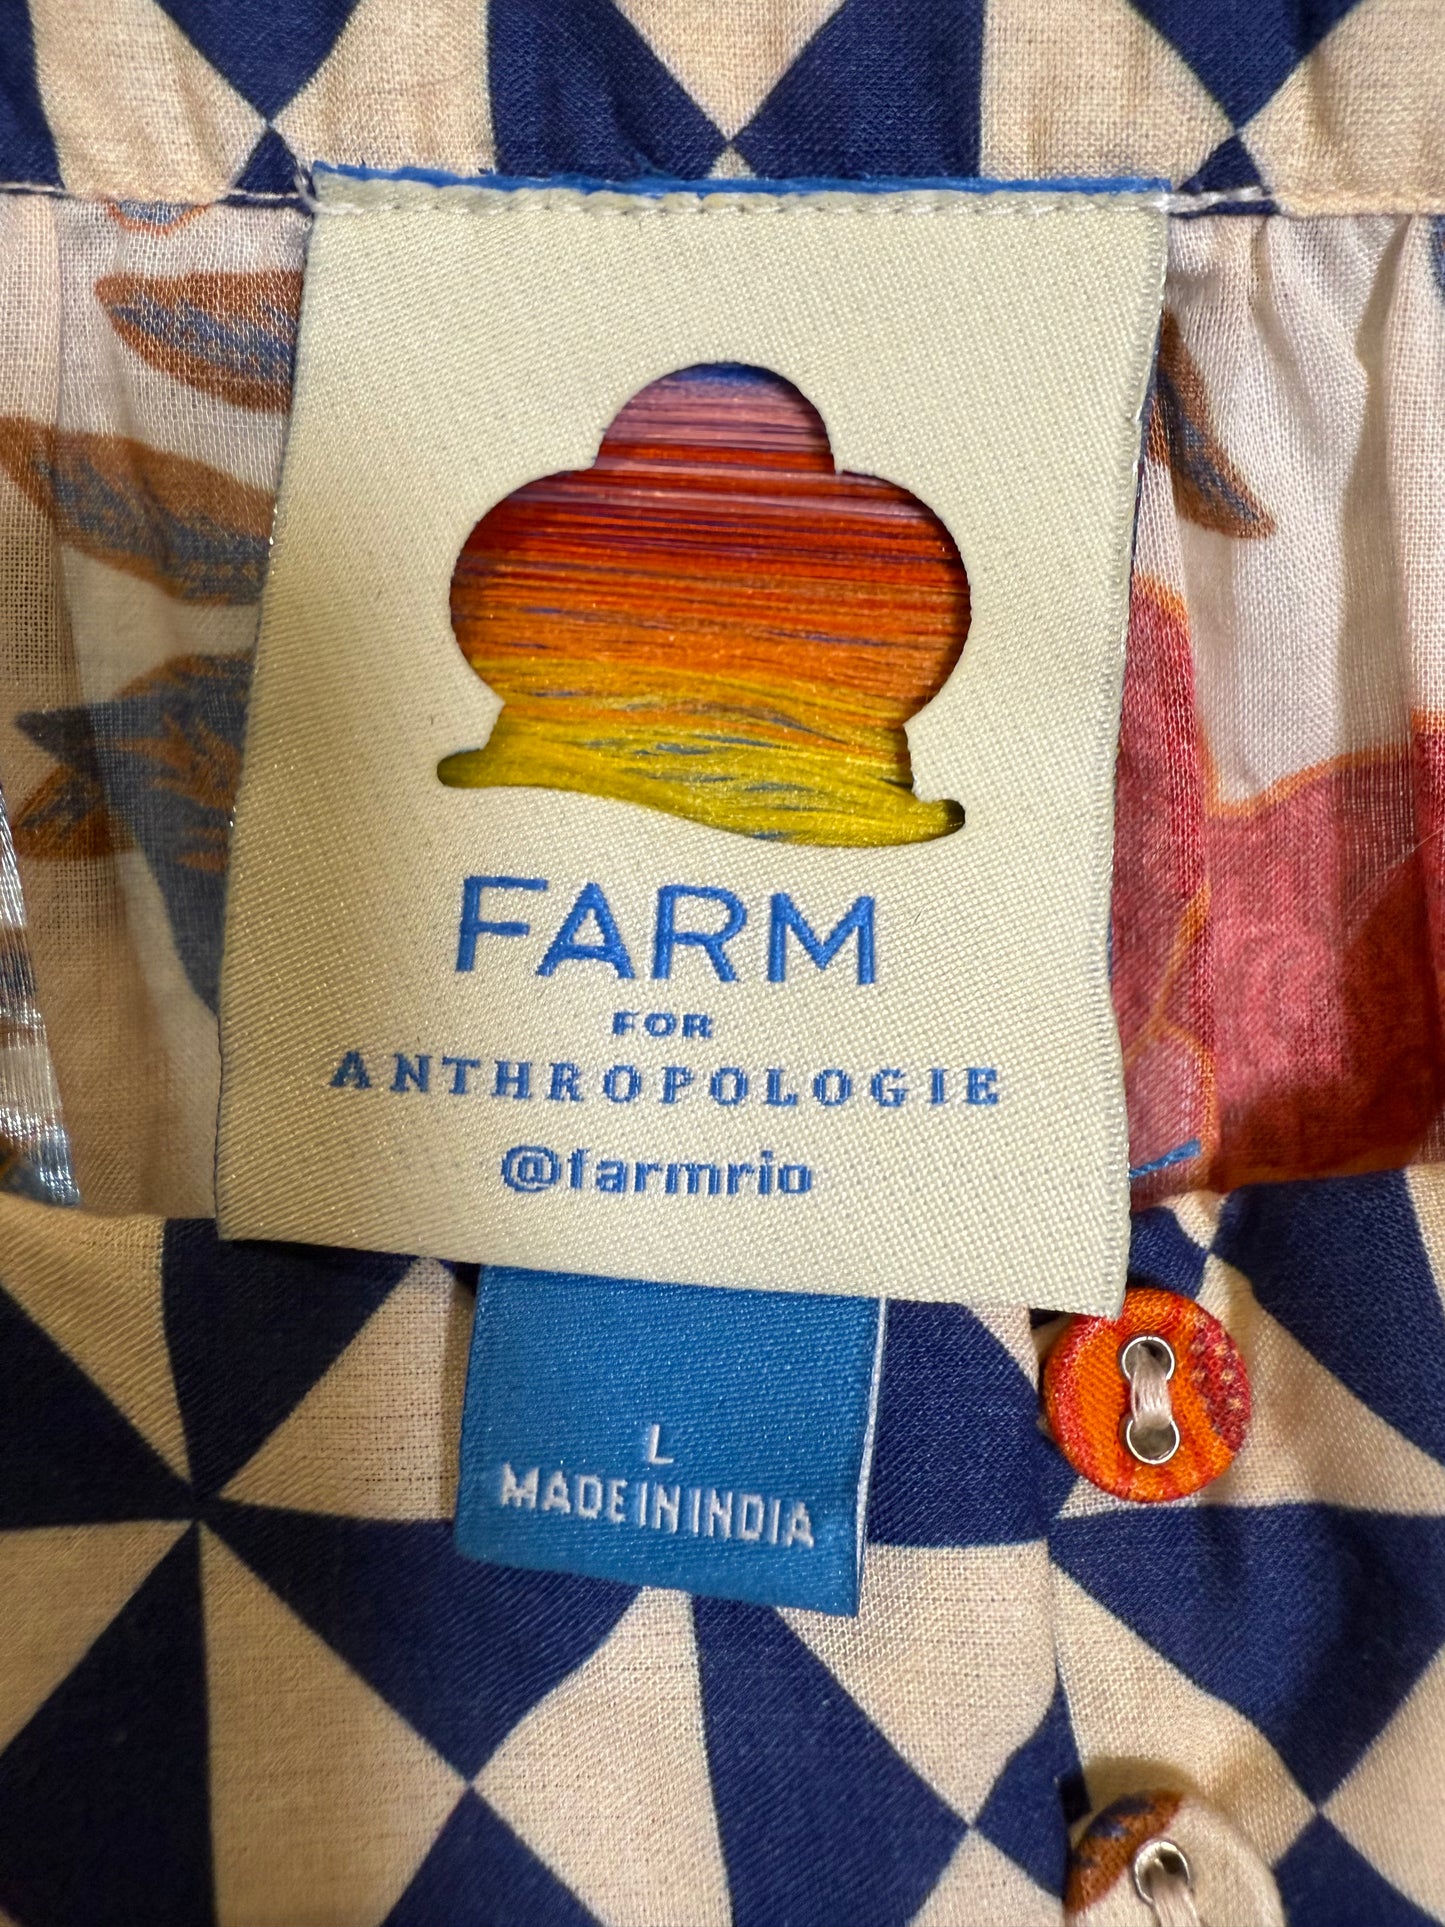 FARM
FOR
ANTHROPOLOGIE
@farmrio
L
MADE IN INDIA